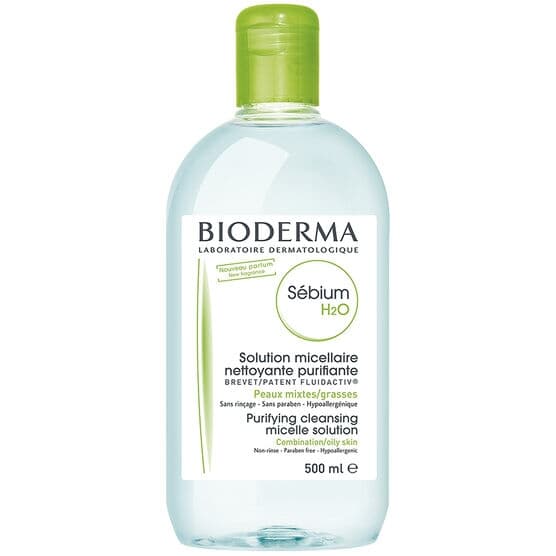 BIODERMA
LABORATOIRE DERMATOLOGIQUE
Nouveau parfum
New fragrance
Sébium
H2O
Solution micellaire
nettoyante purifiante
BREVET/PATENT FLUIDACTIV®
Peaux mixtes/grasses
Sans rinçage - Sans paraben - Hypoallergénique
Purifying cleansing
micelle solution
Combination/oily skin
Non-rinse - Paraben free - Hypoallergenic
500 ml e